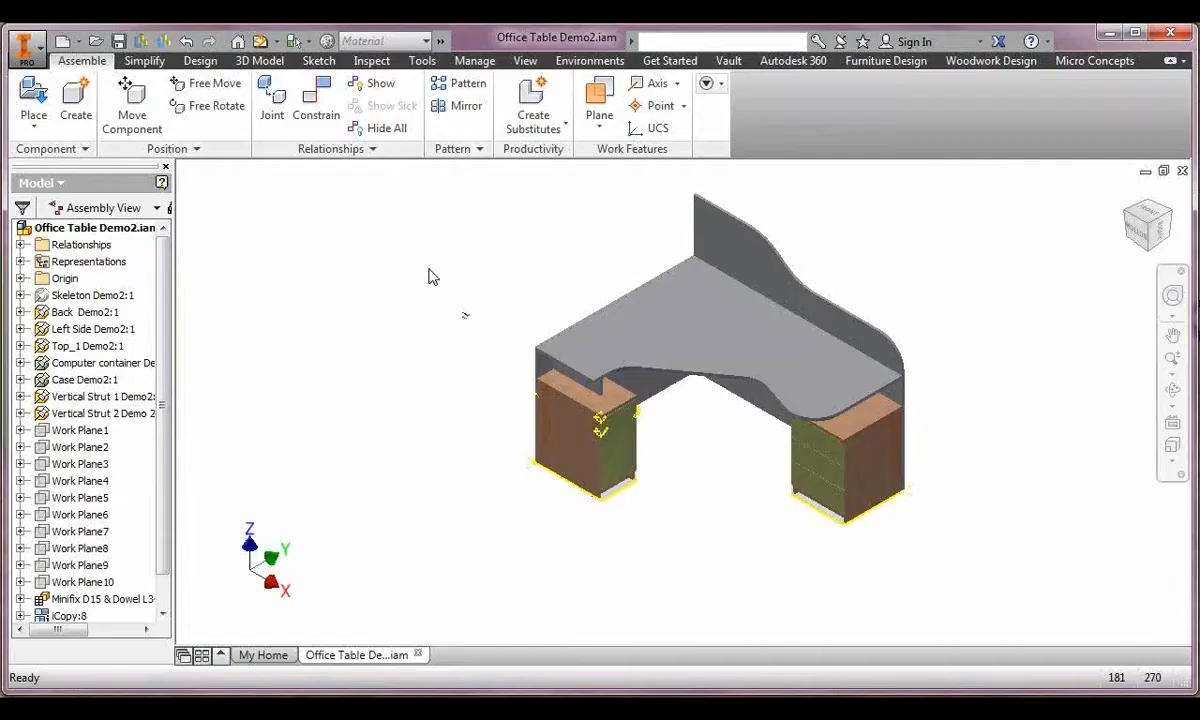 Material
Office Table Demo2.iam
Sign In
PRO
Assemble Simplify Design 3D Model Sketch Inspect Tools Manage View Environments Get Started Vault Autodesk 360 Furniture Design Woodwork Design Micro Concepts
Place
Create
Move Component
Free Move
Free Rotate
Joint
Constrain
Show
Show Sick
Hide All
Pattern
Mirror
Create Substitutes
Plane
Axis
Point
UCS
Component
Position
Relationships
Pattern
Productivity
Work Features
Model
Assembly View
Office Table Demo2.iam
Relationships
Representations
Origin
Skeleton Demo2:1
Back Demo2:1
Left Side Demo2:1
Top_1 Demo2:1
Computer container De
Case Demo2:1
Vertical Strut 1 Demo2:
Vertical Strut 2 Demo 2
Work Plane1
Work Plane2
Work Plane3
Work Plane4
Work Plane5
Work Plane6
Work Plane7
Work Plane8
Work Plane9
Work Plane10
Minifix D15 & Dowel L3
iCopy:8
Z
Y
X
My Home
Office Table De...iam
Ready
181 270